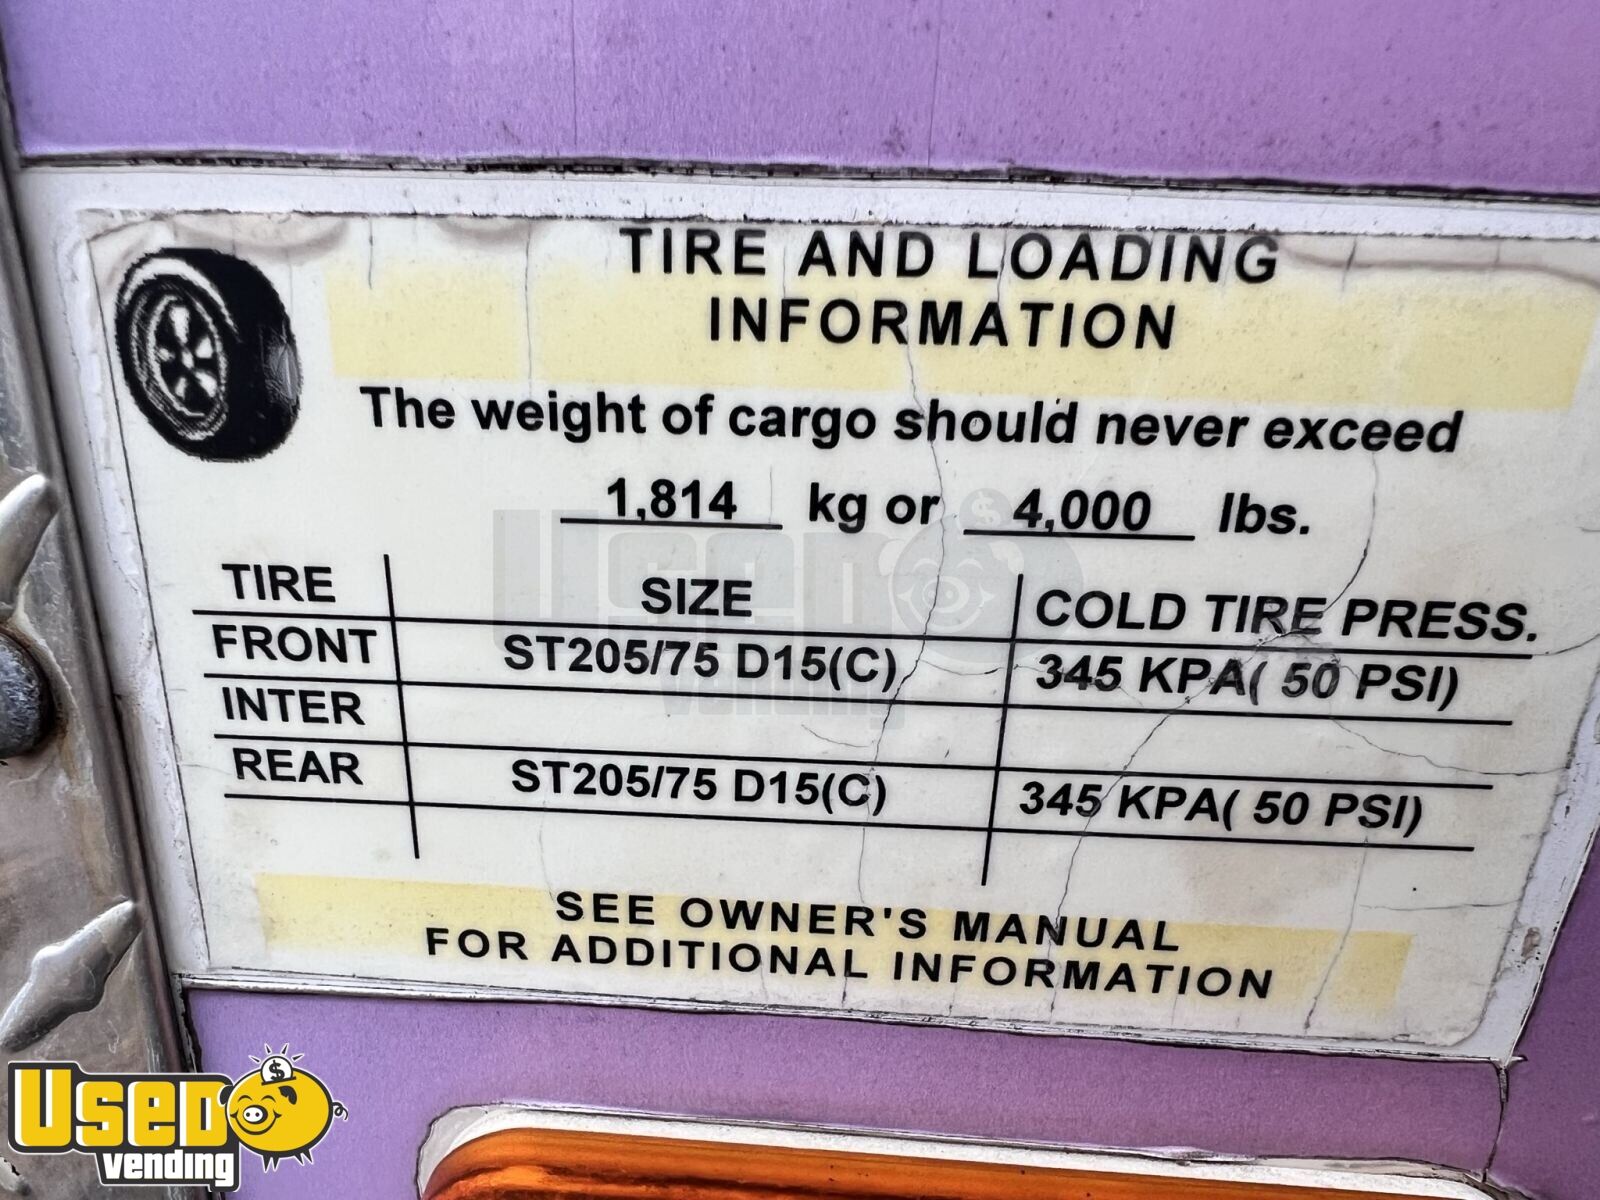 TIRE AND LOADING
INFORMATION
The weight of cargo should never exceed
1,814 kg or 4,000 lbs.
TIRE SIZE COLD TIRE PRESS.
FRONT ST205/75 D15(C) 345 KPA( 50 PSI)
INTER
REAR ST205/75 D15(C) 345 KPA( 50 PSI)
SEE OWNER'S MANUAL
FOR ADDITIONAL INFORMATION
Used
vending
Used
vending